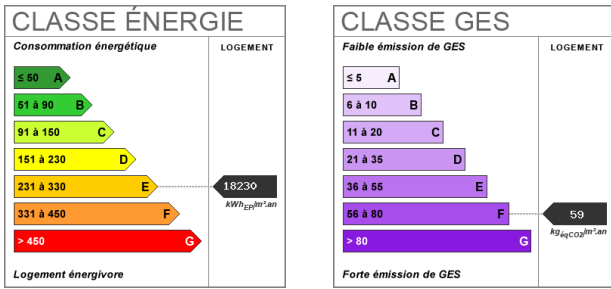 CLASSE ÉNERGIE
Consommation énergétique
LOGEMENT
≤ 50 A
51 à 90 B
91 à 150 C
151 à 230 D
231 à 330 E
18230
kWhEP/m².an
331 à 450 F
> 450 G
Logement énergivore
CLASSE GES
Faible émission de GES
LOGEMENT
≤ 5 A
6 à 10 B
11 à 20 C
21 à 35 D
36 à 55 E
56 à 80 F
59
kgéqCO2/m².an
> 80 G
Forte émission de GES